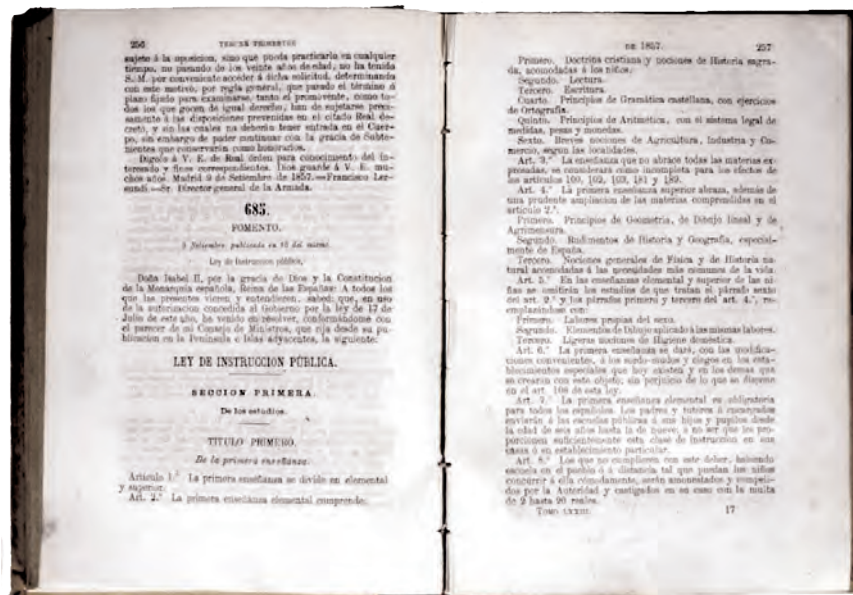 256 TERCER TRIMESTRE
sujeto á la oposicion, sino que pueda practicarlo en cualquier
tiempo, no pasando de los veinte años de edad, no ha tenido
S. M. por conveniente acceder á dicha solicitud, determinando
con este motivo, por regla general, que pasado el término ó
plazo fijado para examinarse, tanto el promovente, como to-
dos los que gocen de igual derecho, han de sujetarse preci-
samente á las disposiciones prevenidas en el citado Real de-
creto, y sin las cuales no deberán tener entrada en el Cuer-
po, sin embargo de poder continuar con la gracia de Subte-
nientes que conservarán como honorarios.
Dígolo á V. E. de Real órden para conocimiento del in-
teresado y fines correspondientes. Dios guarde á V. E. mu-
chos años. Madrid 9 de Setiembre de 1857.—Francisco Ler-
sundi.—Sr. Director general de la Armada.
685.
FOMENTO.
9 Setiembre: publicada en 10 del mismo.
Ley de Instruccion pública.
Doña Isabel II, por la gracia de Dios y la Constitucion
de la Monarquía española, Reina de las Españas: A todos los
que las presentes vieren y entendieren, sabed: que, en uso
de la autorizacion concedida al Gobierno por la ley de 17 de
Julio de este año, he venido en resolver, conformándome con
el parecer de mi Consejo de Ministros, que rija desde su pu-
blicacion en la Península é Islas adyacentes, la siguiente:
LEY DE INSTRUCCION PÚBLICA.
SECCION PRIMERA.
De los estudios.
TÍTULO PRIMERO.
De la primera enseñanza.
Artículo 1.º La primera enseñanza se divide en elemental
y superior.
Art. 2.º La primera enseñanza elemental comprende:
DE 1857. 257
Primero. Doctrina cristiana y nociones de Historia sagra-
da, acomodadas á los niños.
Segundo. Lectura.
Tercero. Escritura.
Cuarto. Principios de Gramática castellana, con ejercicios
de Ortografía.
Quinto. Principios de Aritmética, con el sistema legal de
medidas, pesas y monedas.
Sexto. Breves nociones de Agricultura, Industria y Co-
mercio, segun las localidades.
Art. 3.º La enseñanza que no abrace todas las materias ex-
presadas, se considerará como incompleta para los efectos de
los artículos 100, 102, 103, 181 y 189.
Art. 4.º La primera enseñanza superior abraza, además de
una prudente ampliacion de las materias comprendidas en el
artículo 2.º:
Primero. Principios de Geometría, de Dibujo lineal y de
Agrimensura.
Segundo. Rudimentos de Historia y Geografía, especial-
mente de España.
Tercero. Nociones generales de Física y de Historia na-
tural acomodadas á las necesidades más comunes de la vida.
Art. 5.º En las enseñanzas elemental y superior de las ni-
ñas se omitirán los estudios de que tratan el párrafo sexto
del art. 2.º y los párrafos primero y tercero del art. 4.º, re-
emplazándose con:
Primero. Labores propias del sexo.
Segundo. Elementos de Dibujo aplicado á las mismas labores.
Tercero. Ligeras nociones de Higiene doméstica.
Art. 6.º La primera enseñanza se dará, con las modifica-
ciones convenientes, á los sordo-mudos y ciegos en los esta-
blecimientos especiales que hoy existen y en los demas que
se crearán con este objeto; sin perjuicio de lo que se dispone
en el art. 108 de esta ley.
Art. 7.º La primera enseñanza elemental es obligatoria
para todos los españoles. Los padres y tutores ó encargados
enviarán á las escuelas públicas á sus hijos y pupilos desde
la edad de seis años hasta la de nueve, á no ser que les pro-
porcionen suficientemente esta clase de instruccion en sus
casas ó en establecimiento particular.
Art. 8.º Los que no cumplieren con este deber, habiendo
escuela en el pueblo ó á distancia tal que puedan los niños
concurrir á ella cómodamente, serán amonestados y compeli-
dos por la Autoridad y castigados en su caso con la multa
de 2 hasta 20 reales.
TOMO LXXIII. 17